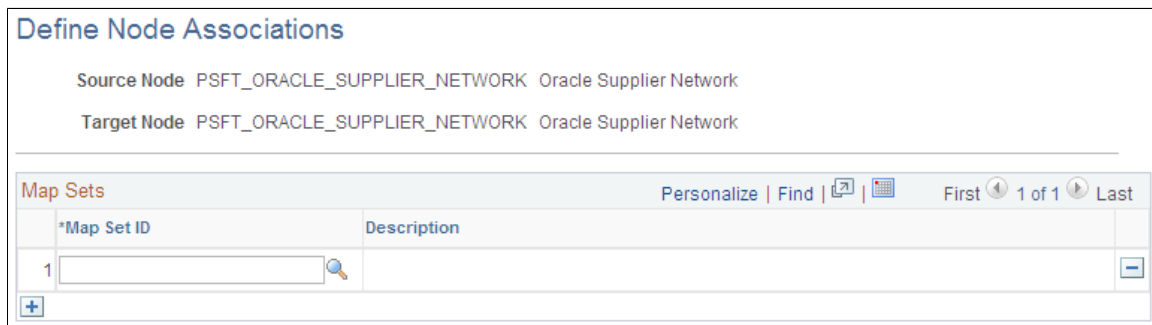 Define Node Associations
Source Node PSFT_ORACLE_SUPPLIER_NETWORK Oracle Supplier Network
Target Node PSFT_ORACLE_SUPPLIER_NETWORK Oracle Supplier Network
Map Sets Personalize | Find | | First 1 of 1 Last
*Map Set ID Description
1